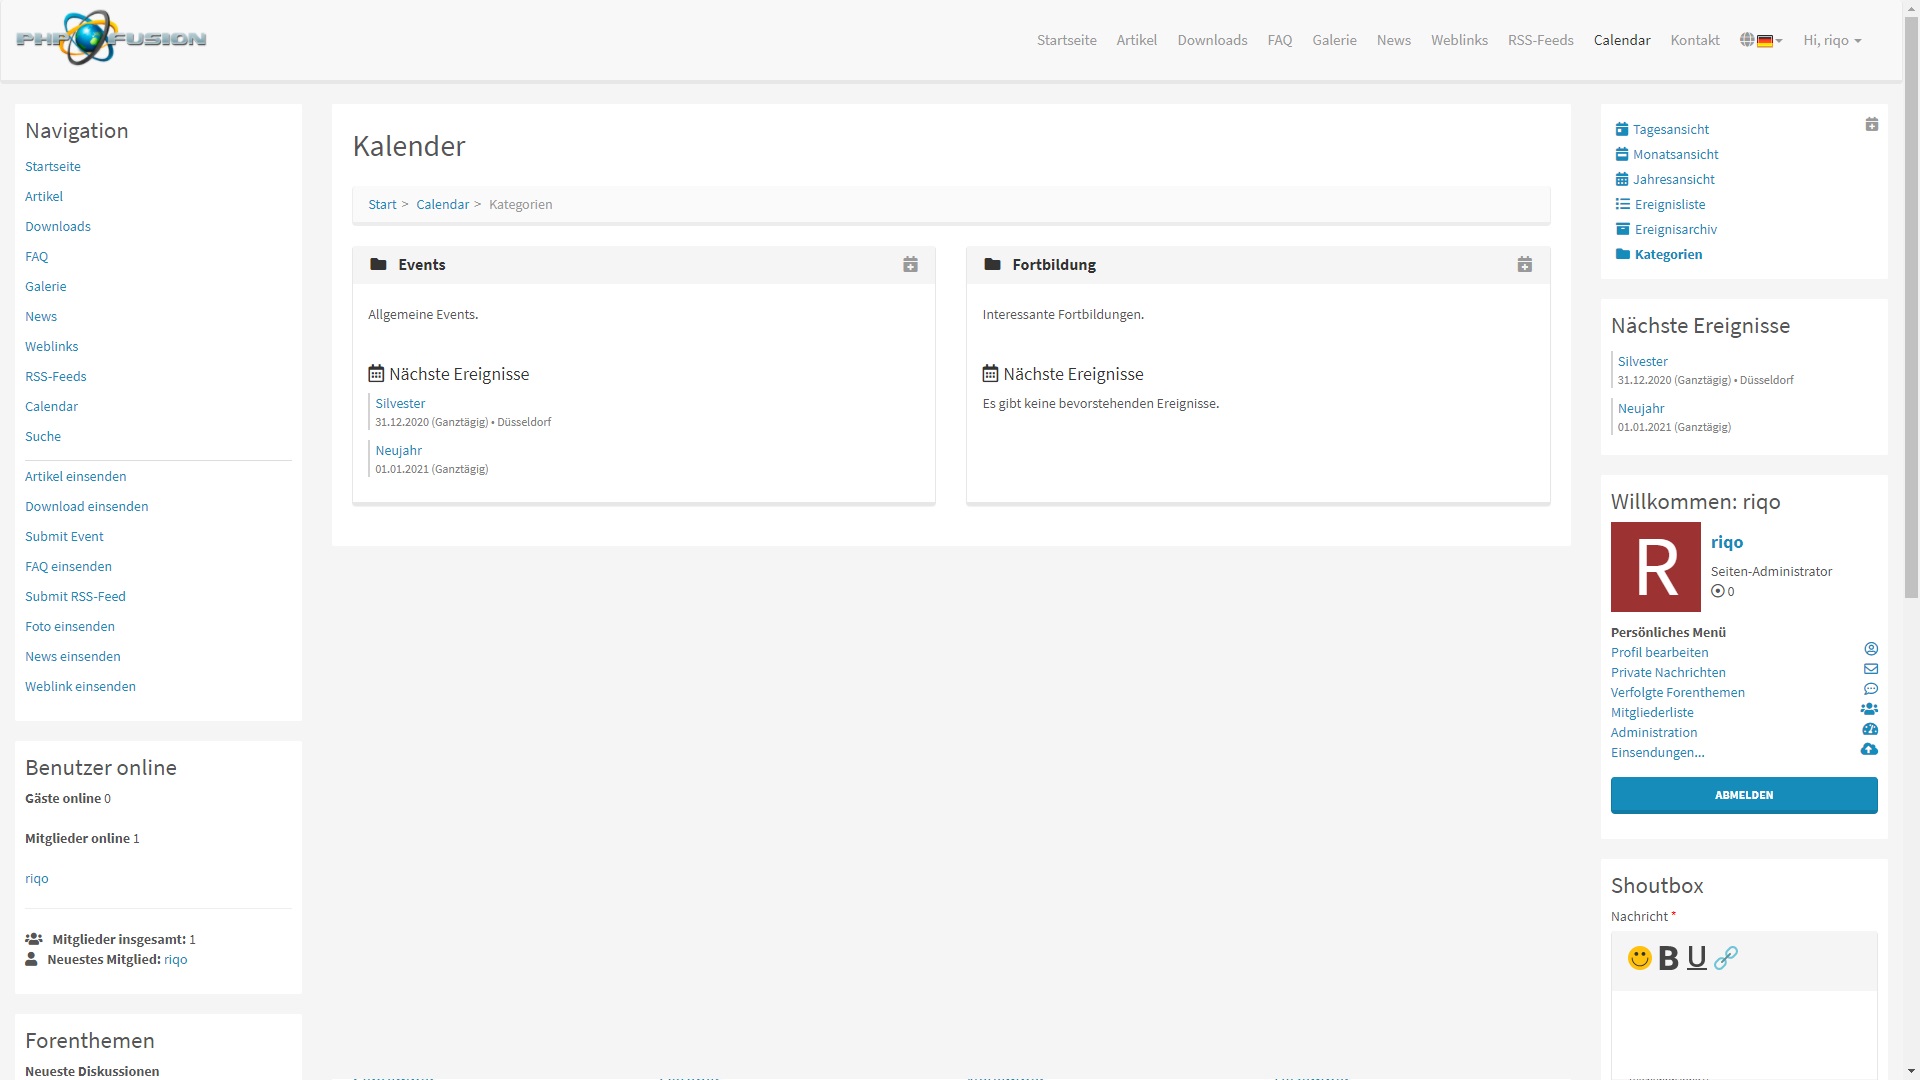 PHP FUSION
Startseite Artikel Downloads FAQ Galerie News Weblinks RSS-Feeds Calendar Kontakt Hi, riqo
Navigation
Startseite
Artikel
Downloads
FAQ
Galerie
News
Weblinks
RSS-Feeds
Calendar
Suche
Artikel einsenden
Download einsenden
Submit Event
FAQ einsenden
Submit RSS-Feed
Foto einsenden
News einsenden
Weblink einsenden
Benutzer online
Gäste online 0
Mitglieder online 1
riqo
Mitglieder insgesamt: 1
Neuestes Mitglied: riqo
Forenthemen
Neueste Diskussionen
Kalender
Start > Calendar > Kategorien
Events
Allgemeine Events.
Nächste Ereignisse
Silvester
31.12.2020 (Ganztägig) • Düsseldorf
Neujahr
01.01.2021 (Ganztägig)
Fortbildung
Interessante Fortbildungen.
Nächste Ereignisse
Es gibt keine bevorstehenden Ereignisse.
Tagesansicht
Monatsansicht
Jahresansicht
Ereignisliste
Ereignisarchiv
Kategorien
Nächste Ereignisse
Silvester
31.12.2020 (Ganztägig) • Düsseldorf
Neujahr
01.01.2021 (Ganztägig)
Willkommen: riqo
R
riqo
Seiten-Administrator
0
Persönliches Menü
Profil bearbeiten
Private Nachrichten
Verfolgte Forenthemen
Mitgliederliste
Administration
Einsendungen...
ABMELDEN
Shoutbox
Nachricht *
B U